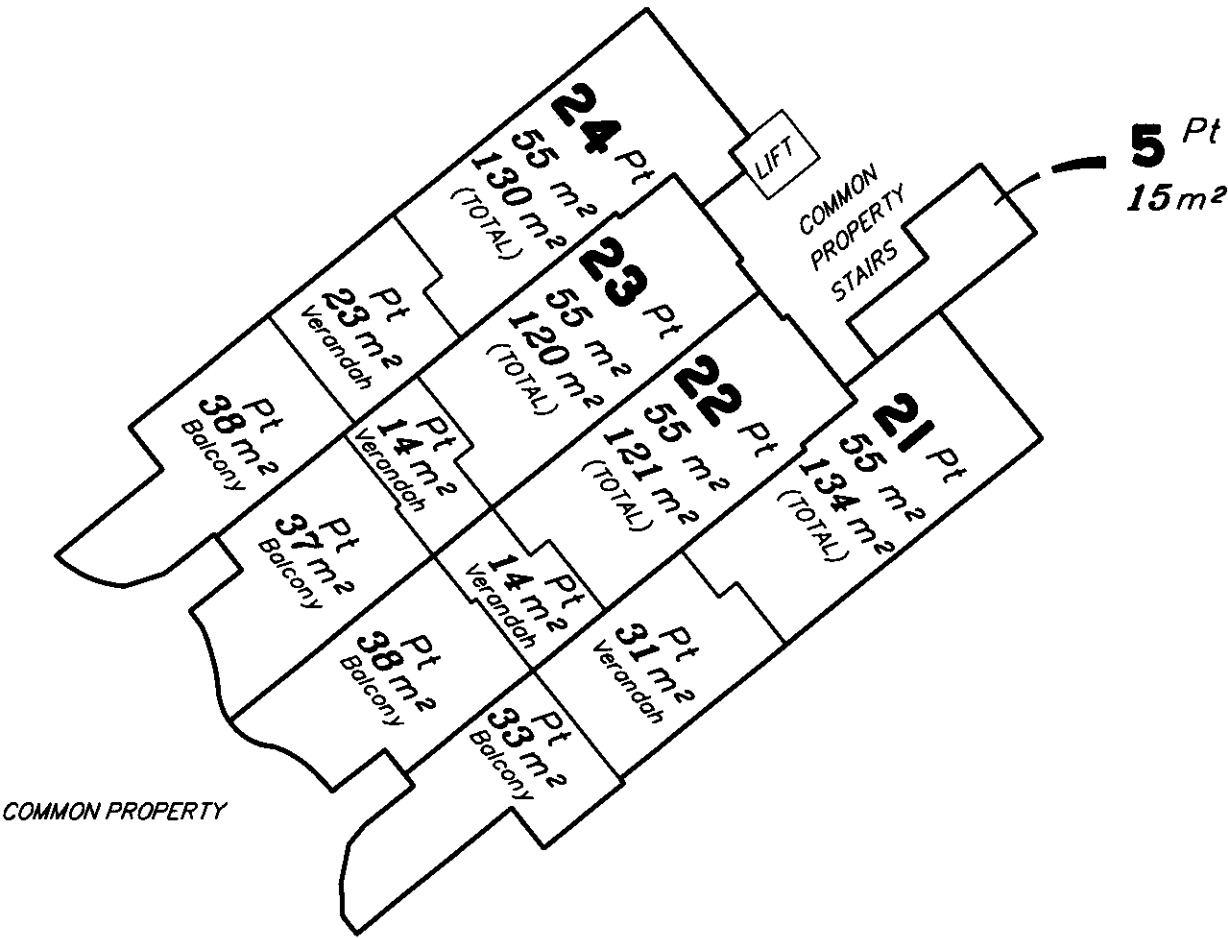 24 Pt
55 m²
130 m²
(TOTAL)
Pt
23 m²
Verandah
Pt
38 m²
Balcony
LIFT
COMMON
PROPERTY
STAIRS
5 Pt
15 m²
23 Pt
55 m²
120 m²
(TOTAL)
Pt
14 m²
Verandah
Pt
37 m²
Balcony
22 Pt
55 m²
121 m²
(TOTAL)
Pt
14 m²
Verandah
Pt
38 m²
Balcony
21 Pt
55 m²
134 m²
(TOTAL)
Pt
31 m²
Verandah
Pt
33 m²
Balcony
COMMON PROPERTY